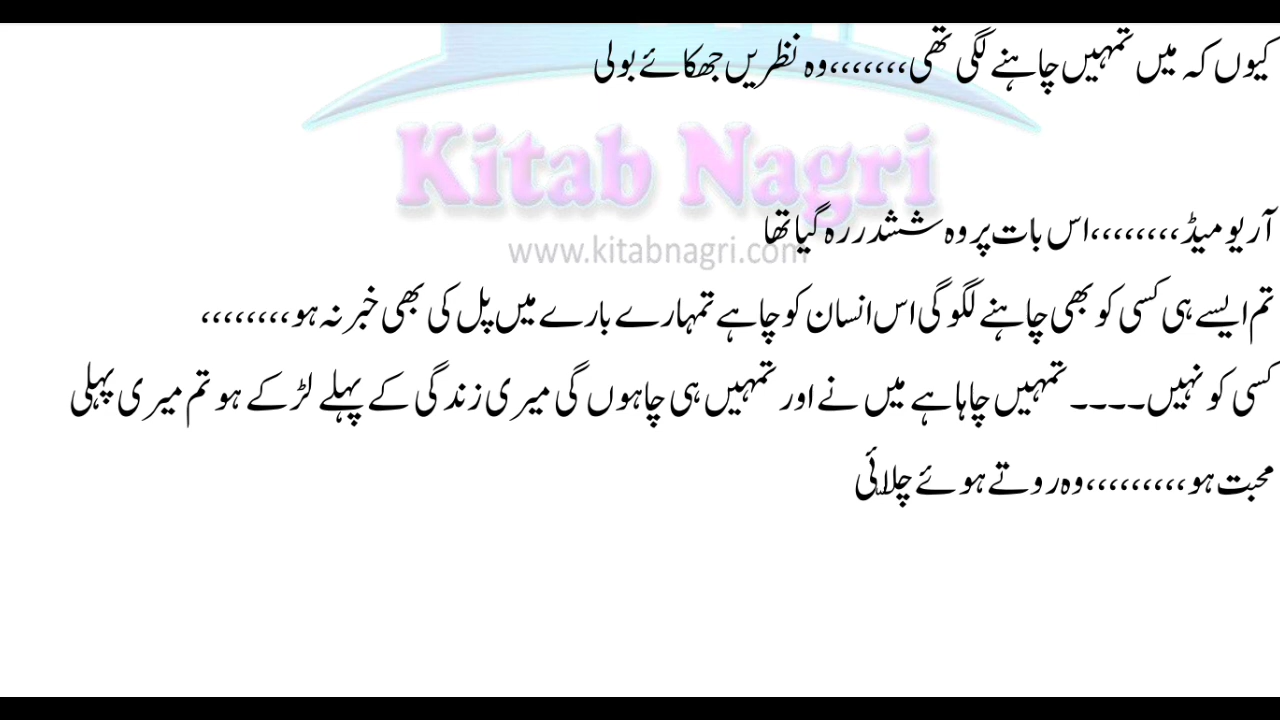 کیوں کہ میں تمہیں چاہنے لگی تھی،،،،،،،وہ نظریں جھکائے بولی
Kitab Nagri
www.kitabnagri.com
آر یو میڈ،،،،،،،،اس بات پر وہ ششدر رہ گیا تھا
تم ایسے ہی کسی کو بھی چاہنے لگو گی اس انسان کو چاہے تمہارے بارے میں پل کی بھی خبر نہ ہو،،،،،،،،
کسی کو نہیں۔۔۔۔ تمہیں چاہا ہے میں نے اور تمہیں ہی چاہوں گی میری زندگی کے پہلے لڑکے ہو تم میری پہلی
محبت ہو،،،،،،،،،،وہ روتے ہوئے چلائی